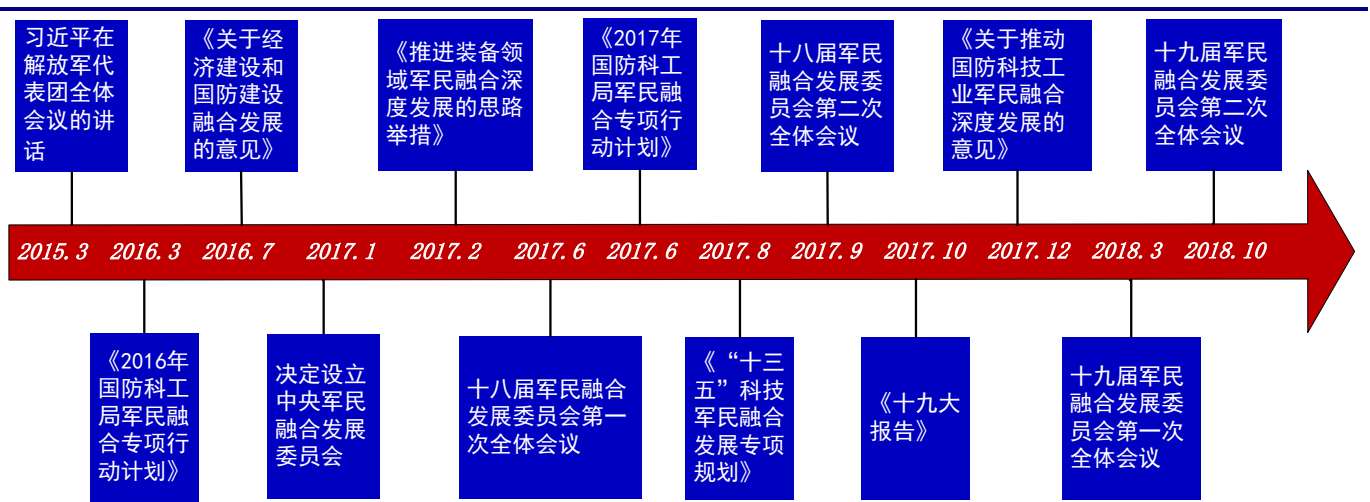 习近平在
解放军代
表团全体
会议的讲
话
《关于经
济建设和
国防建设
融合发展
的意见》
《推进装备领
域军民融合深
度发展的思路
举措》
《2017年
国防科工
局军民融
合专项行
动计划》
十八届军民
融合发展委
员会第二次
全体会议
《关于推动
国防科技工
业军民融合
深度发展的
意见》
十九届军民
融合发展委
员会第二次
全体会议
2015.3 2016.3 2016.7 2017.1 2017.2 2017.6 2017.6 2017.8 2017.9 2017.10 2017.12 2018.3 2018.10
《2016年
国防科工
局军民融
合专项行
动计划》
决定设立
中央军民
融合发展
委员会
十八届军民融合
发展委员会第一
次全体会议
《“十三
五”科技
军民融合
发展专项
规划》
《十九大
报告》
十九届军民
融合发展委
员会第一次
全体会议